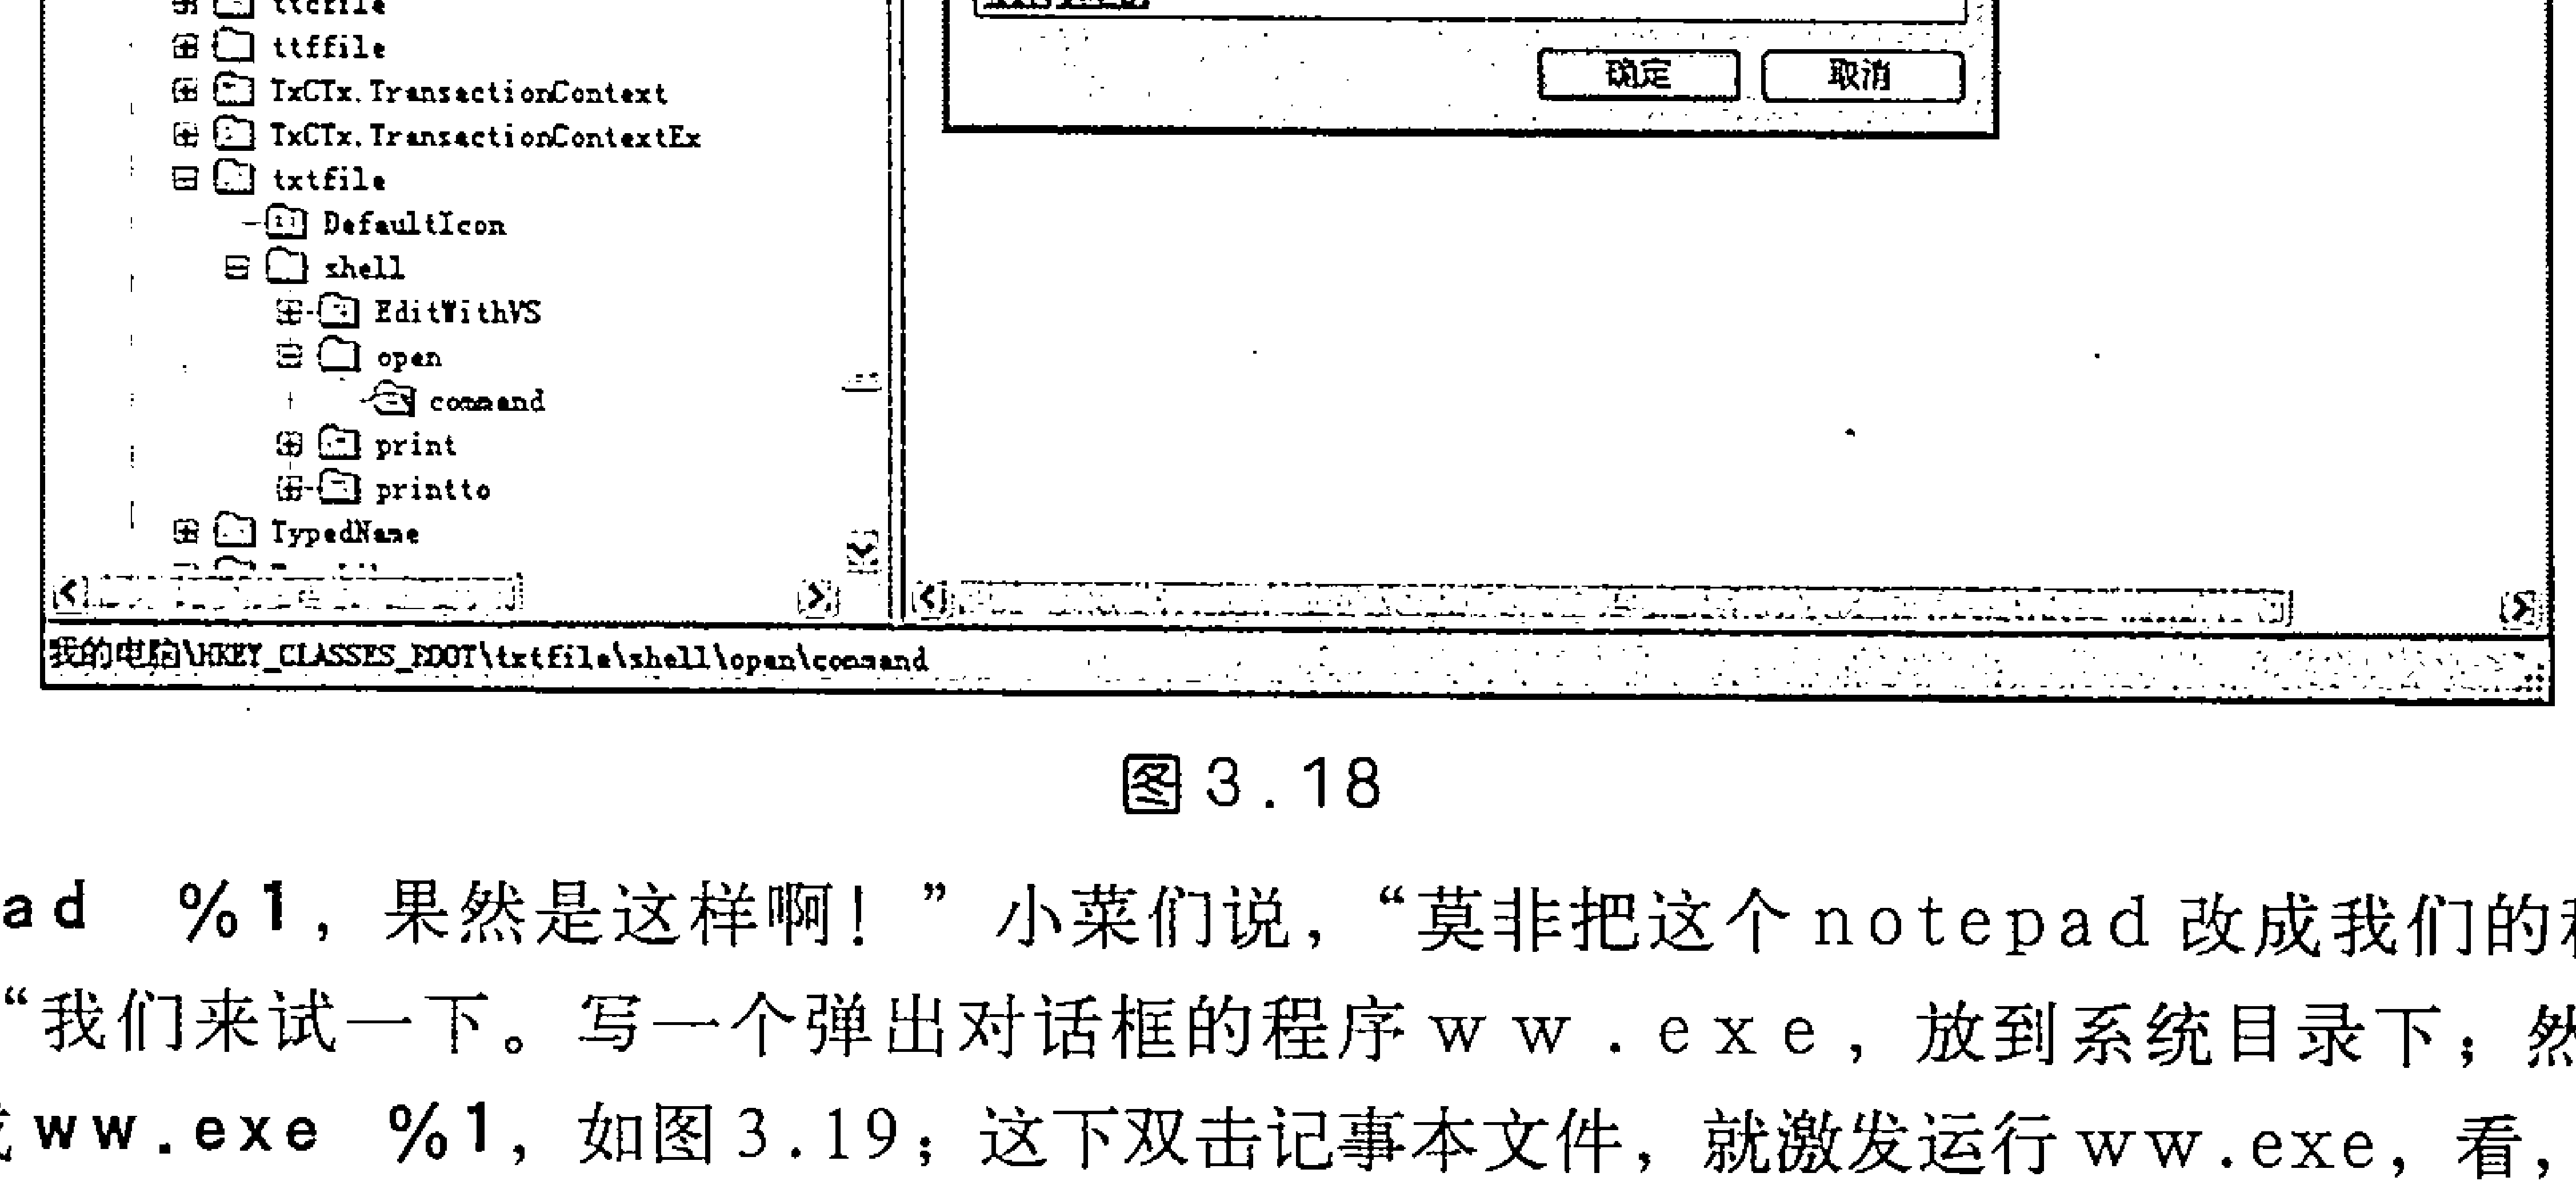 ttcfile
ttffile
TxCTx.TransactionContext
TxCTx.TransactionContextEx
txtfile
DefaultIcon
shell
EditWithVS
open
command
print
printto
TypedName
确定 取消
我的电脑\HKEY_CLASSES_ROOT\txtfile\shell\open\command
图 3.18
ad %1，果然是这样啊！”小菜们说，“莫非把这个notepad改成我们的
“我们来试一下。写一个弹出对话框的程序ww.exe，放到系统目录下；然
ww.exe %1，如图3.19；这下双击记事本文件，就激发运行ww.exe，看，